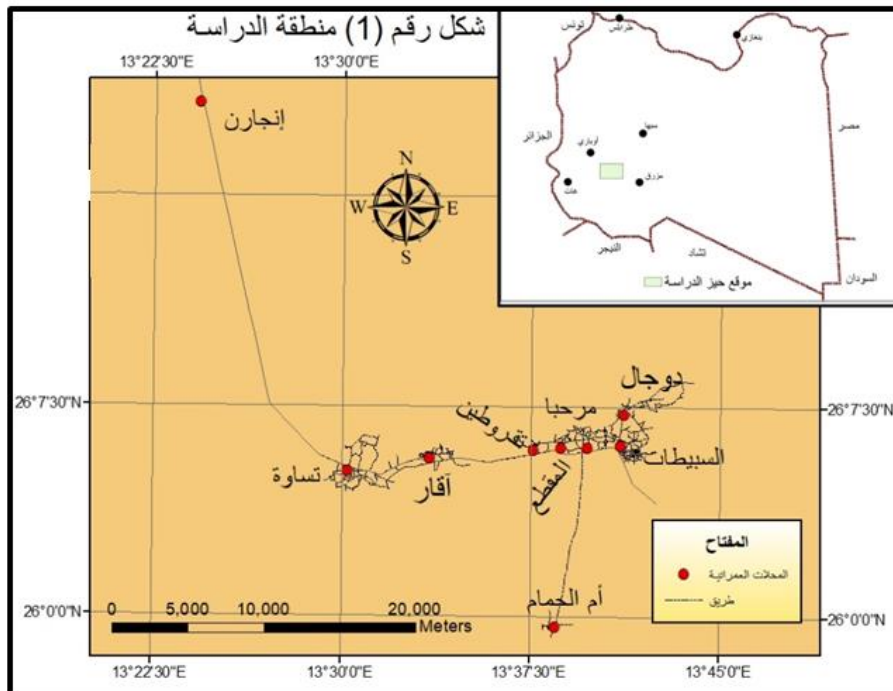 شكل رقم (1) منطقة الدراسة
13°22'30"E
13°30'0"E
تونس
طرابلس
بنغازي
الجزائر
مصر
سبها
أوباري
مرزق
غات
النيجر
تشاد
السودان
موقع حيز الدراسة
إنجارن
N
W
E
S
26°7'30"N
26°7'30"N
دوجال
مرحبا
تقروطين
السبيطات
المقطع
آقار
تساوة
أم الحمام
المفتاح
المحلات العمرانية
طريق
26°0'0"N
26°0'0"N
0 5,000 10,000 20,000
Meters
13°22'30"E
13°30'0"E
13°37'30"E
13°45'0"E